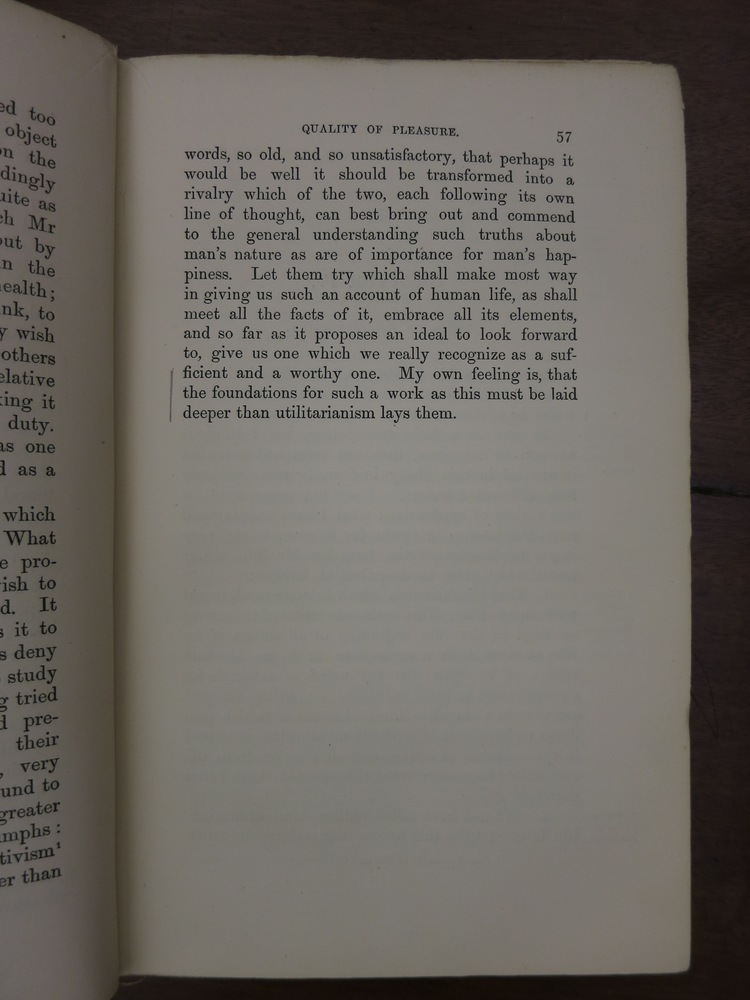 ed too
object
on the
dingly
uite as
ch Mr
out by
n the
ealth;
nk, to
y wish
others
elative
king it
duty.
as one
d as a
which
What
e pro-
ish to
d. It
s it to
s deny
study
g tried
d pre-
their
, very
und to
greater
mphs:
tivism¹
er than
QUALITY OF PLEASURE. 57
words, so old, and so unsatisfactory, that perhaps it
would be well it should be transformed into a
rivalry which of the two, each following its own
line of thought, can best bring out and commend
to the general understanding such truths about
man's nature as are of importance for man's hap-
piness. Let them try which shall make most way
in giving us such an account of human life, as shall
meet all the facts of it, embrace all its elements,
and so far as it proposes an ideal to look forward
to, give us one which we really recognize as a suf-
ficient and a worthy one. My own feeling is, that
the foundations for such a work as this must be laid
deeper than utilitarianism lays them.